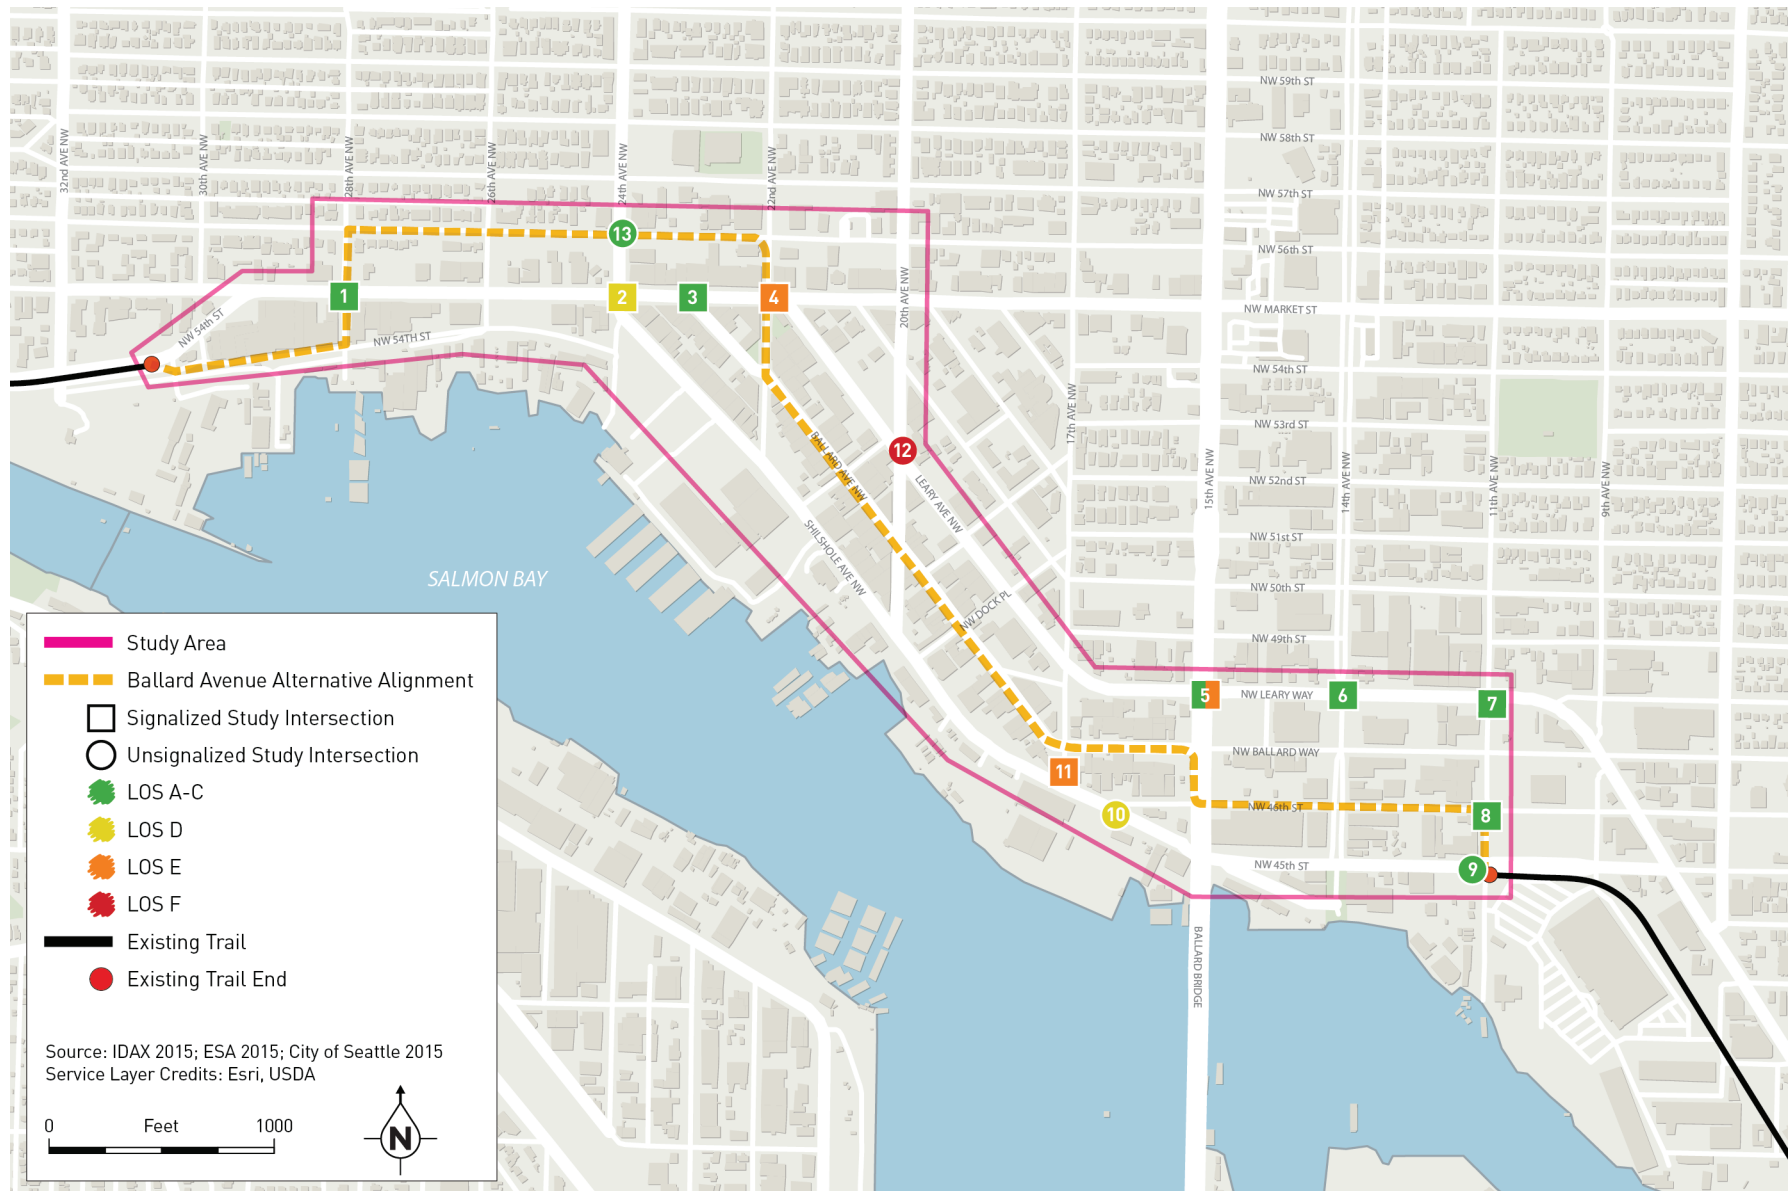 NW 59th ST
NW 58th ST
32nd AVE NW
30th AVE NW
28th AVE NW
26th AVE NW
24th AVE NW
22nd AVE NW
NW 57th ST
13
NW 56th ST
20th AVE NW
1
2
3
4
NW MARKET ST
NW 54th ST
NW 54TH ST
NW 54th ST
17th AVE NW
NW 53rd ST
12
BALLARD AVE NW
LEARY AVE NW
15th AVE NW
14th AVE NW
11th AVE NW
9th AVE NW
NW 52nd ST
NW 51st ST
SHILSHOLE AVE NW
SALMON BAY
NW 50th ST
NW DOCK PL
NW 49th ST
5
NW LEARY WAY
6
7
NW BALLARD WAY
11
10
NW 46th ST
8
NW 45th ST
9
BALLARD BRIDGE
Study Area
Ballard Avenue Alternative Alignment
Signalized Study Intersection
Unsignalized Study Intersection
LOS A-C
LOS D
LOS E
LOS F
Existing Trail
Existing Trail End
Source: IDAX 2015; ESA 2015; City of Seattle 2015
Service Layer Credits: Esri, USDA
0 Feet 1000
N